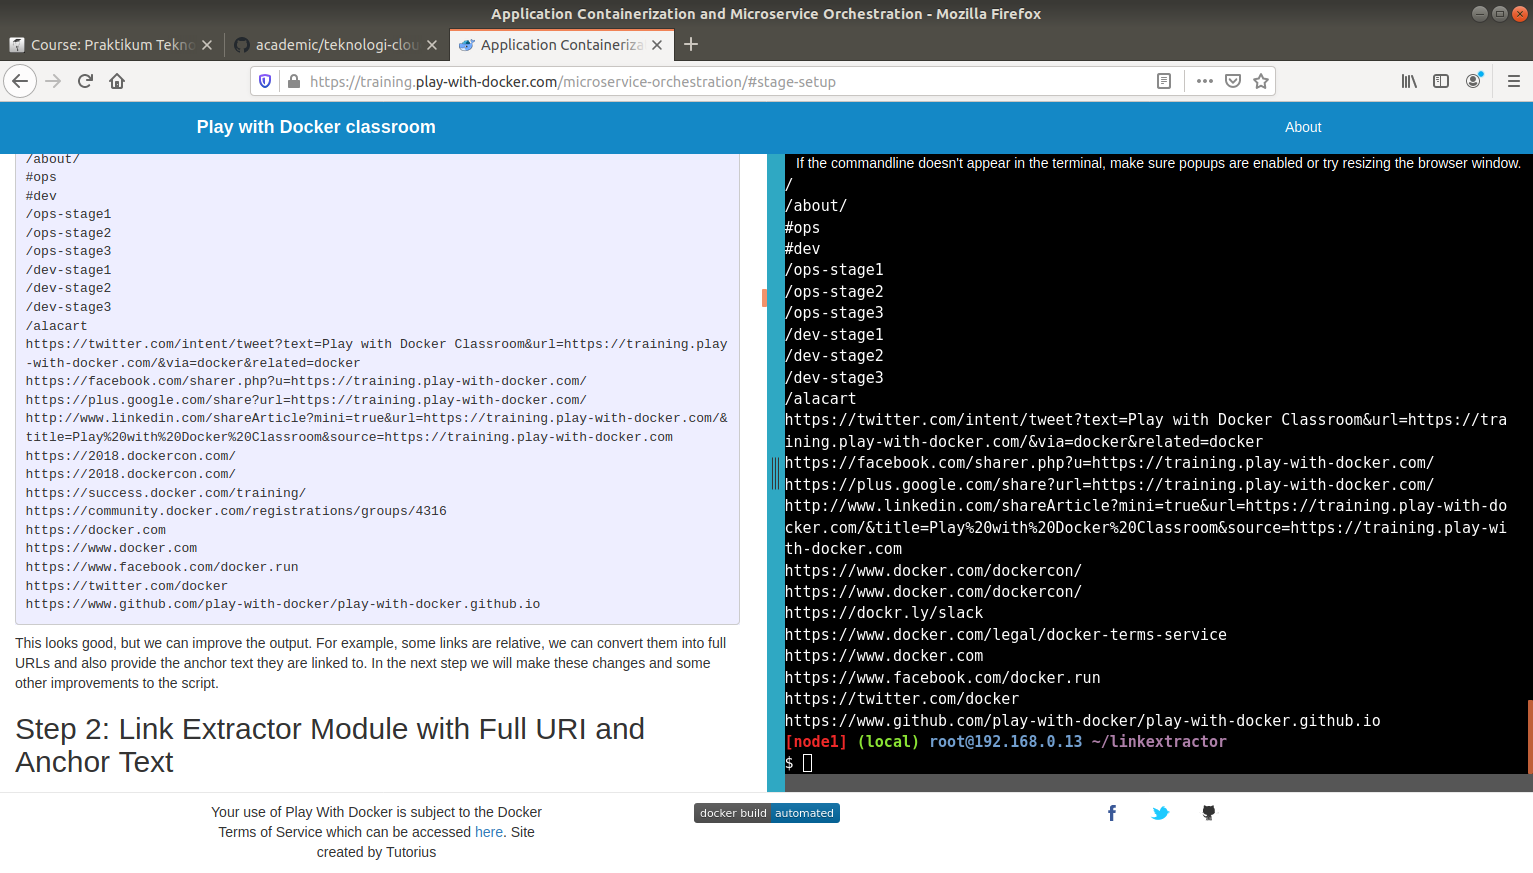 Application Containerization and Microservice Orchestration - Mozilla Firefox
Course: Praktikum Tekno
academic/teknologi-clou
Application Containeriza
https://training.play-with-docker.com/microservice-orchestration/#stage-setup
Play with Docker classroom
About
/about/
#ops
#dev
/ops-stage1
/ops-stage2
/ops-stage3
/dev-stage1
/dev-stage2
/dev-stage3
/alacart
https://twitter.com/intent/tweet?text=Play with Docker Classroom&url=https://training.play
-with-docker.com/&via=docker&related=docker
https://facebook.com/sharer.php?u=https://training.play-with-docker.com/
https://plus.google.com/share?url=https://training.play-with-docker.com/
http://www.linkedin.com/shareArticle?mini=true&url=https://training.play-with-docker.com/&
title=Play%20with%20Docker%20Classroom&source=https://training.play-with-docker.com
https://2018.dockercon.com/
https://2018.dockercon.com/
https://success.docker.com/training/
https://community.docker.com/registrations/groups/4316
https://docker.com
https://www.docker.com
https://www.facebook.com/docker.run
https://twitter.com/docker
https://www.github.com/play-with-docker/play-with-docker.github.io
This looks good, but we can improve the output. For example, some links are relative, we can convert them into full
URLs and also provide the anchor text they are linked to. In the next step we will make these changes and some
other improvements to the script.
Step 2: Link Extractor Module with Full URI and
Anchor Text
If the commandline doesn't appear in the terminal, make sure popups are enabled or try resizing the browser window.
/
/about/
#ops
#dev
/ops-stage1
/ops-stage2
/ops-stage3
/dev-stage1
/dev-stage2
/dev-stage3
/alacart
https://twitter.com/intent/tweet?text=Play with Docker Classroom&url=https://tra
ining.play-with-docker.com/&via=docker&related=docker
https://facebook.com/sharer.php?u=https://training.play-with-docker.com/
https://plus.google.com/share?url=https://training.play-with-docker.com/
http://www.linkedin.com/shareArticle?mini=true&url=https://training.play-with-do
cker.com/&title=Play%20with%20Docker%20Classroom&source=https://training.play-wi
th-docker.com
https://www.docker.com/dockercon/
https://www.docker.com/dockercon/
https://dockr.ly/slack
https://www.docker.com/legal/docker-terms-service
https://www.docker.com
https://www.facebook.com/docker.run
https://twitter.com/docker
https://www.github.com/play-with-docker/play-with-docker.github.io
[node1] (local) root@192.168.0.13 ~/linkextractor
$
Your use of Play With Docker is subject to the Docker
Terms of Service which can be accessed here. Site
created by Tutorius
docker build automated